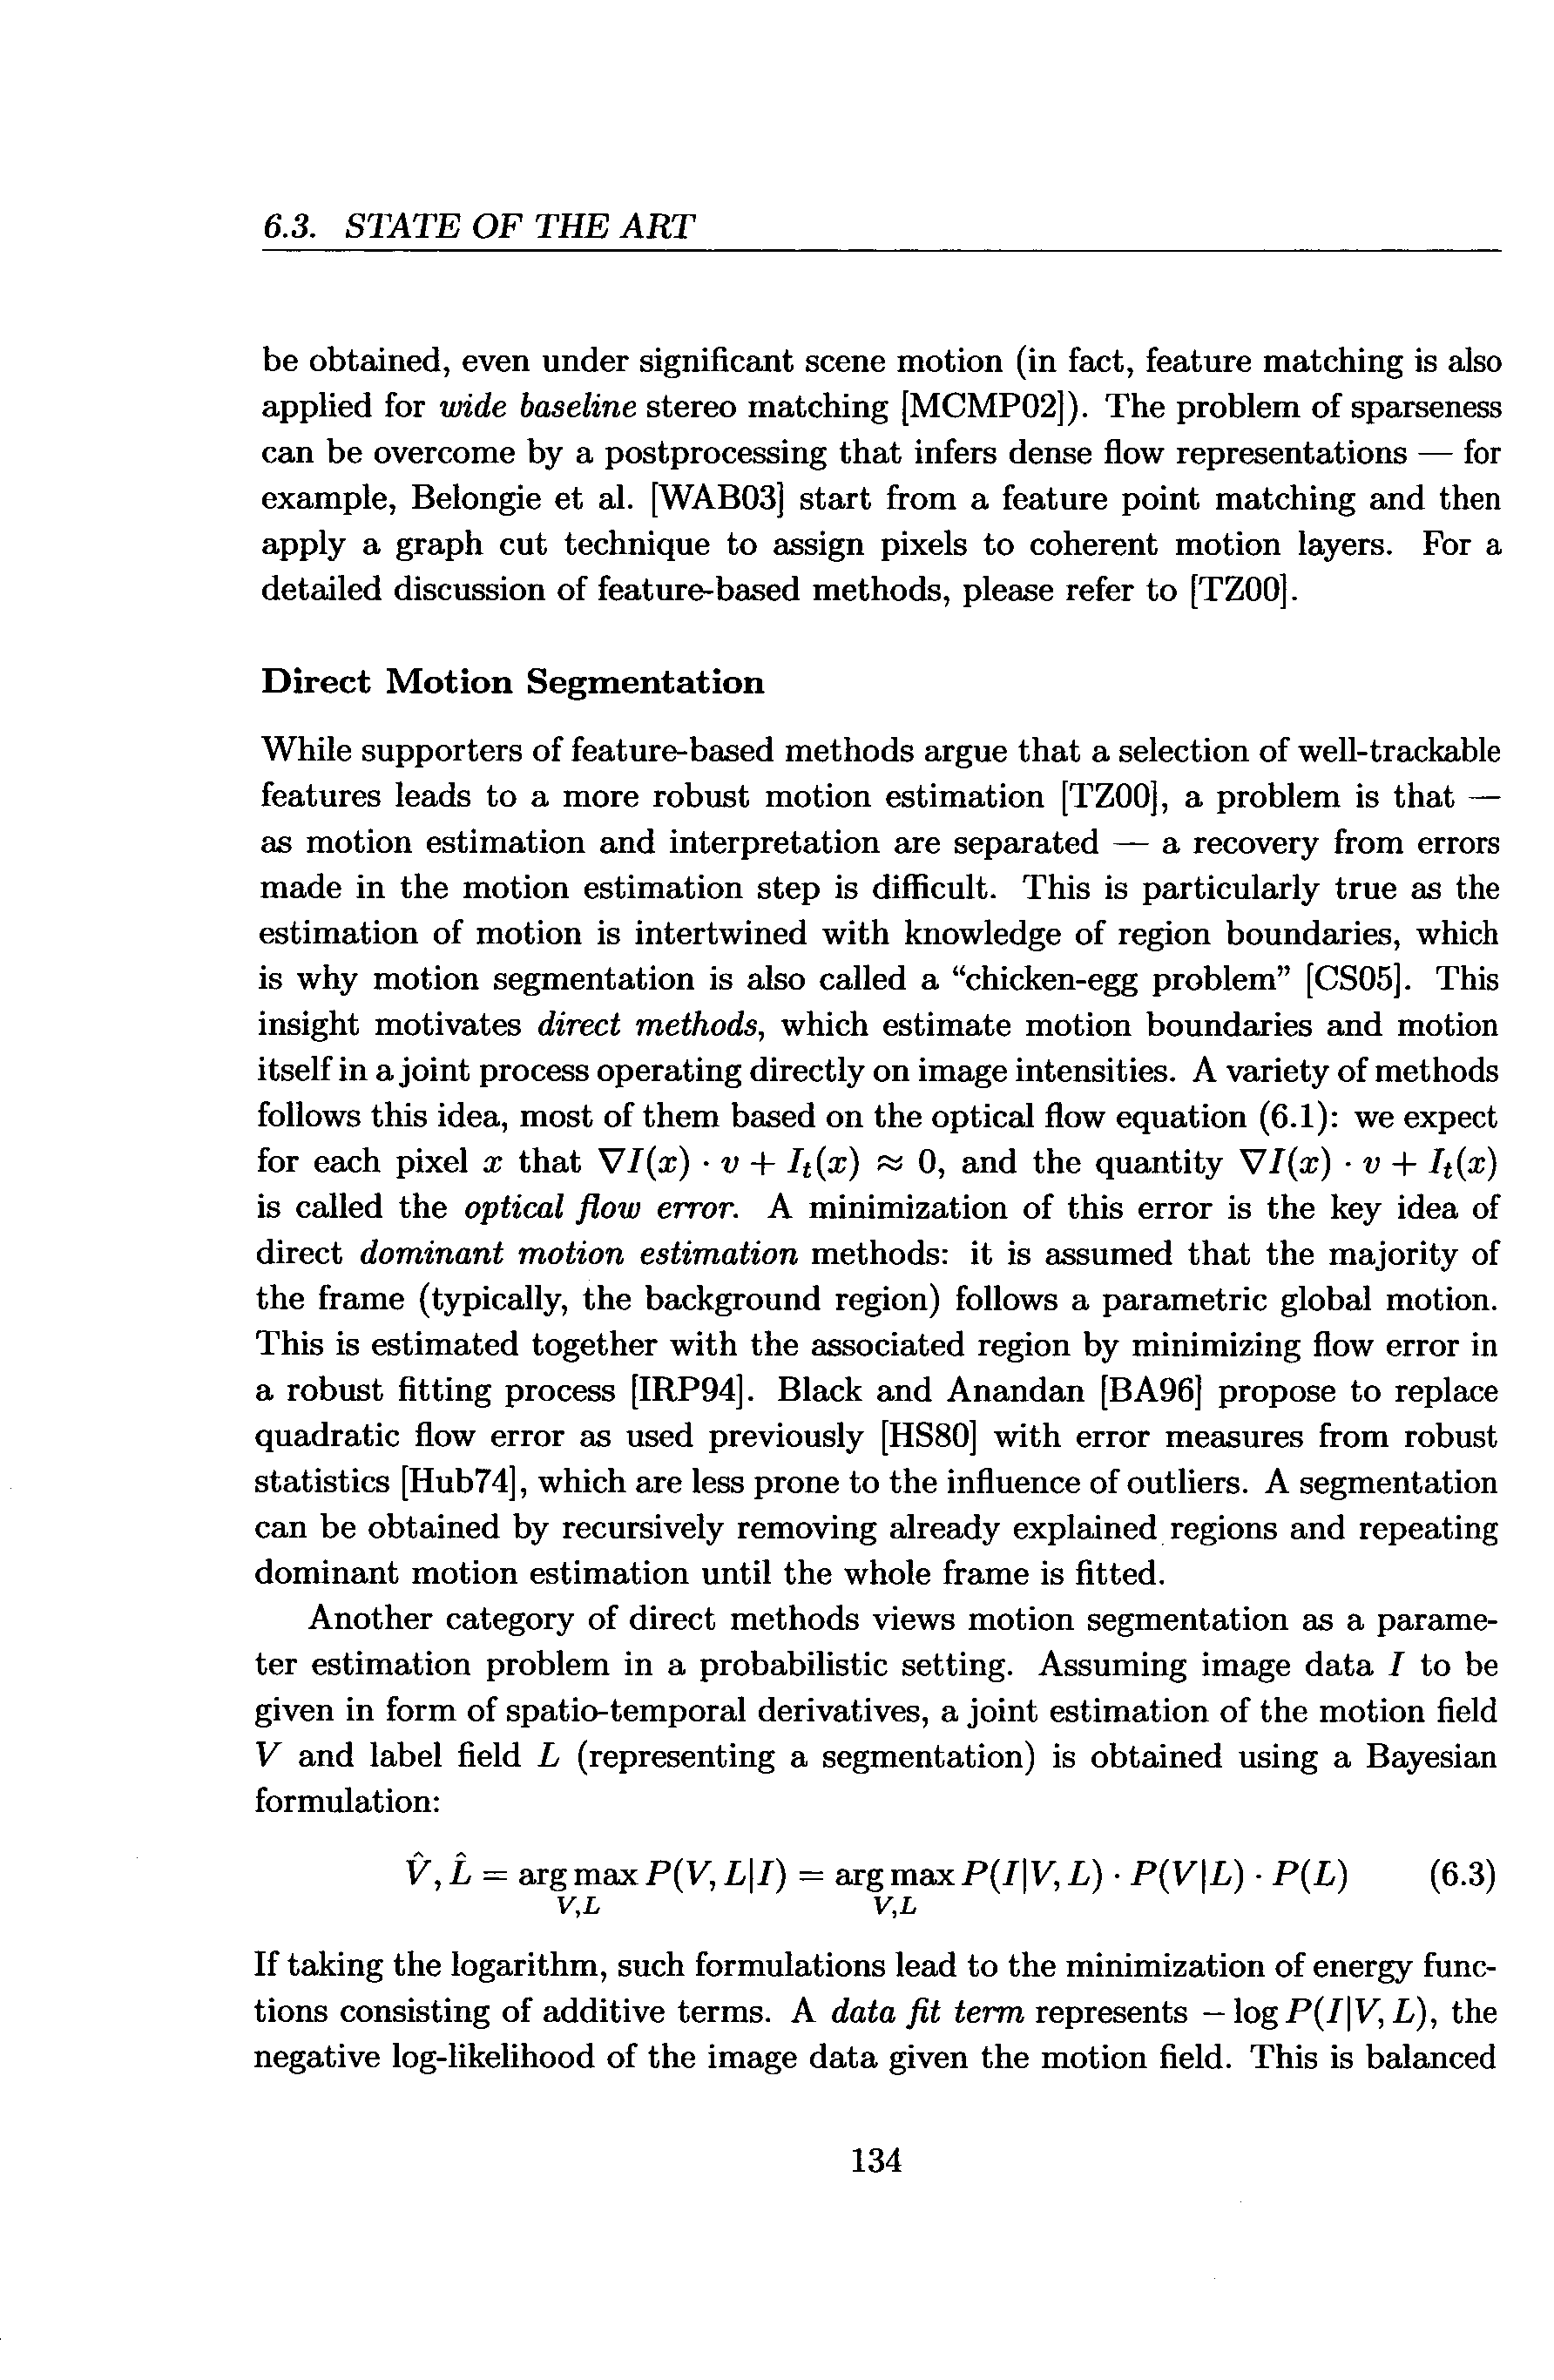 6.3. STATE OF THE ART
be obtained, even under significant scene motion (in fact, feature matching is also
applied for wide baseline stereo matching [MCMP02]). The problem of sparseness
can be overcome by a postprocessing that infers dense flow representations — for
example, Belongie et al. [WAB03] start from a feature point matching and then
apply a graph cut technique to assign pixels to coherent motion layers. For a
detailed discussion of feature-based methods, please refer to [TZ00].
Direct Motion Segmentation
While supporters of feature-based methods argue that a selection of well-trackable
features leads to a more robust motion estimation [TZ00], a problem is that —
as motion estimation and interpretation are separated — a recovery from errors
made in the motion estimation step is difficult. This is particularly true as the
estimation of motion is intertwined with knowledge of region boundaries, which
is why motion segmentation is also called a “chicken-egg problem” [CS05]. This
insight motivates direct methods, which estimate motion boundaries and motion
itself in a joint process operating directly on image intensities. A variety of methods
follows this idea, most of them based on the optical flow equation (6.1): we expect
for each pixel x that ∇I(x) · v + I_t(x) ≈ 0, and the quantity ∇I(x) · v + I_t(x)
is called the optical flow error. A minimization of this error is the key idea of
direct dominant motion estimation methods: it is assumed that the majority of
the frame (typically, the background region) follows a parametric global motion.
This is estimated together with the associated region by minimizing flow error in
a robust fitting process [IRP94]. Black and Anandan [BA96] propose to replace
quadratic flow error as used previously [HS80] with error measures from robust
statistics [Hub74], which are less prone to the influence of outliers. A segmentation
can be obtained by recursively removing already explained regions and repeating
dominant motion estimation until the whole frame is fitted.
Another category of direct methods views motion segmentation as a parame-
ter estimation problem in a probabilistic setting. Assuming image data I to be
given in form of spatio-temporal derivatives, a joint estimation of the motion field
V and label field L (representing a segmentation) is obtained using a Bayesian
formulation:
V̂, L̂ = arg max P(V, L|I) = arg max P(I|V, L) · P(V|L) · P(L) (6.3)
V,L V,L
If taking the logarithm, such formulations lead to the minimization of energy func-
tions consisting of additive terms. A data fit term represents − log P(I|V, L), the
negative log-likelihood of the image data given the motion field. This is balanced
134